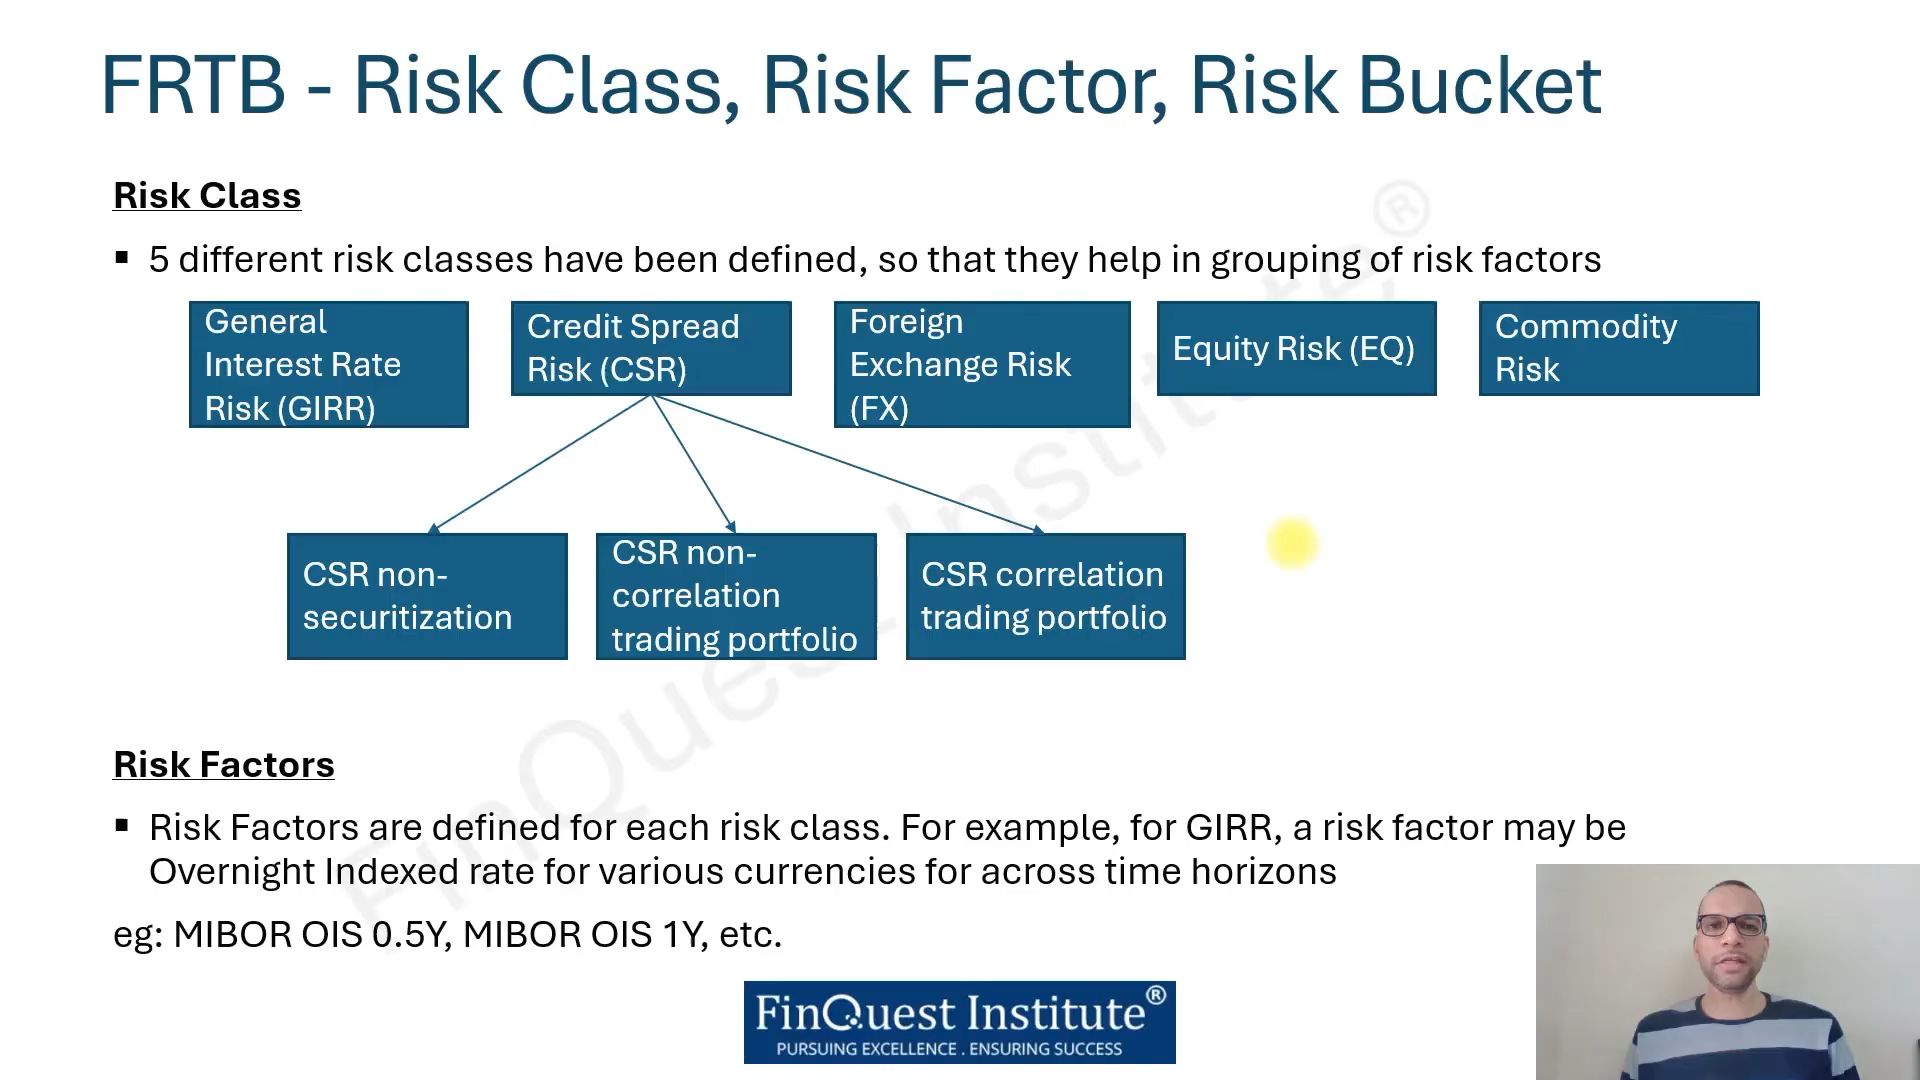 FRTB - Risk Class, Risk Factor, Risk Bucket
Risk Class
▪ 5 different risk classes have been defined, so that they help in grouping of risk factors
General
Interest Rate
Risk (GIRR)
Credit Spread
Risk (CSR)
Foreign
Exchange Risk
(FX)
Equity Risk (EQ)
Commodity
Risk
CSR non-
securitization
CSR non-
correlation
trading portfolio
CSR correlation
trading portfolio
Risk Factors
▪ Risk Factors are defined for each risk class. For example, for GIRR, a risk factor may be
Overnight Indexed rate for various currencies for across time horizons
eg: MIBOR OIS 0.5Y, MIBOR OIS 1Y, etc.
FinQuest Institute®
PURSUING EXCELLENCE . ENSURING SUCCESS
FinQuest Institute®